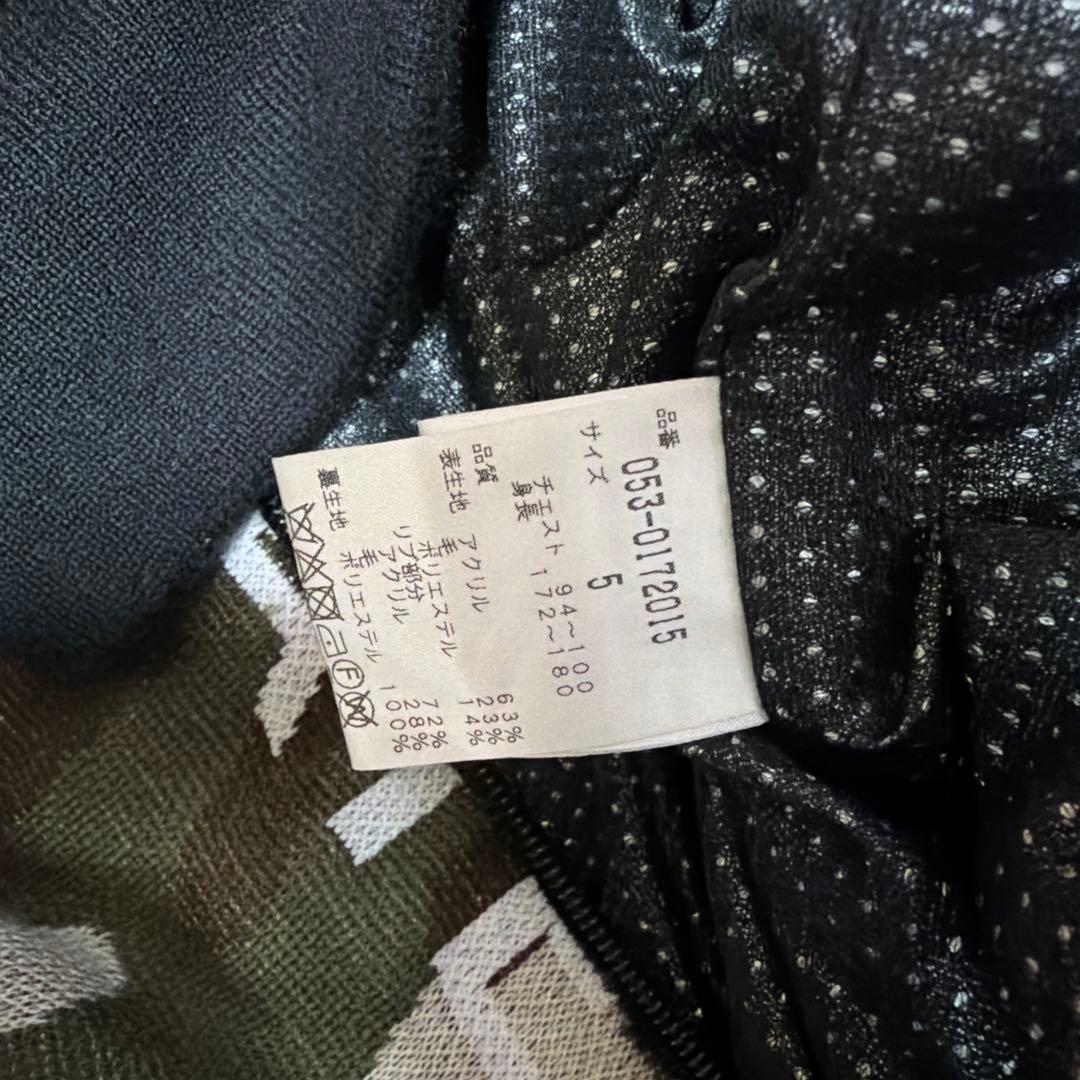 品番 053-0172015
サイズ 5
チエスト 94～100
身長 172～180
品質
表生地 アクリル 63%
毛 23%
ポリエステル 14%
リブ部分
アクリル 72%
毛 28%
裏生地 ポリエステル 100%
F